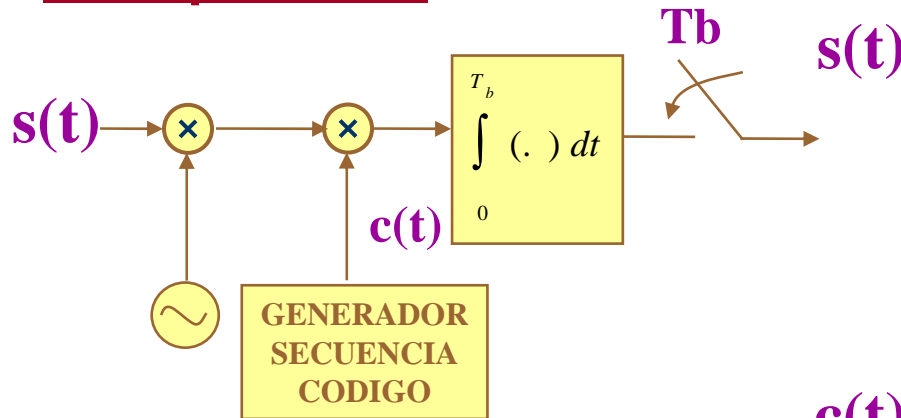 Tb
s(t)
s(t)
×
×
T b
∫ (. ) dt
0
c(t)
GENERADOR
SECUENCIA
CODIGO
c(t)